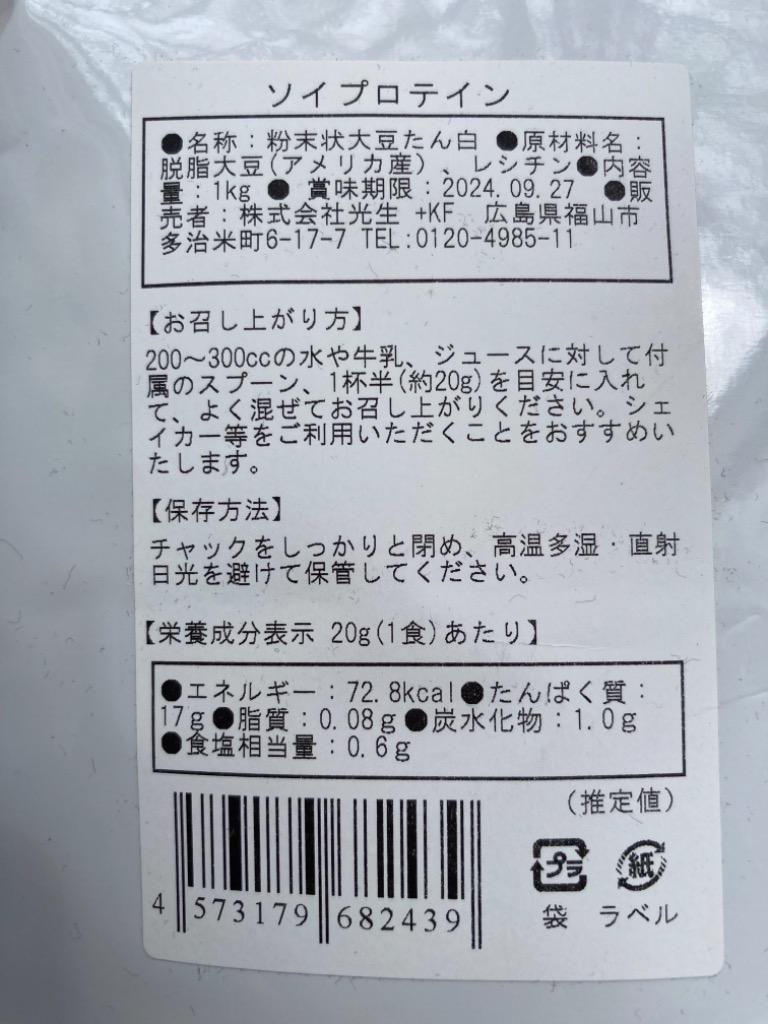 ソイプロテイン
●名称：粉末状大豆たん白 ●原材料名：
脱脂大豆(アメリカ産)、レシチン●内容
量：1kg ● 賞味期限：2024.09.27 ●販
売者：株式会社光生 +KF 広島県福山市
多治米町6-17-7 TEL:0120-4985-11
【お召し上がり方】
200～300ccの水や牛乳、ジュースに対して付
属のスプーン、1杯半(約20g)を目安に入れ
て、よく混ぜてお召し上がりください。シェ
イカー等をご利用いただくことをおすすめい
たします。
【保存方法】
チャックをしっかりと閉め、高温多湿・直射
日光を避けて保管してください。
【栄養成分表示 20g(1食)あたり】
●エネルギー：72.8kcal●たんぱく質：
17g●脂質：0.08g●炭水化物：1.0g
●食塩相当量：0.6g
(推定値)
プラ 紙
袋 ラベル
4 573179 682439